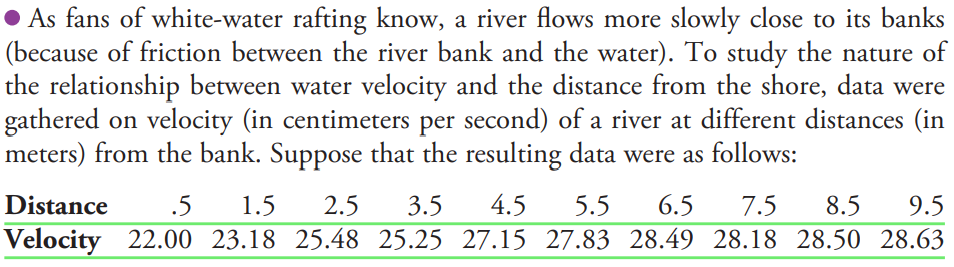 ● As fans of white-water rafting know, a river flows more slowly close to its banks
(because of friction between the river bank and the water). To study the nature of
the relationship between water velocity and the distance from the shore, data were
gathered on velocity (in centimeters per second) of a river at different distances (in
meters) from the bank. Suppose that the resulting data were as follows:
Distance .5 1.5 2.5 3.5 4.5 5.5 6.5 7.5 8.5 9.5
Velocity 22.00 23.18 25.48 25.25 27.15 27.83 28.49 28.18 28.50 28.63